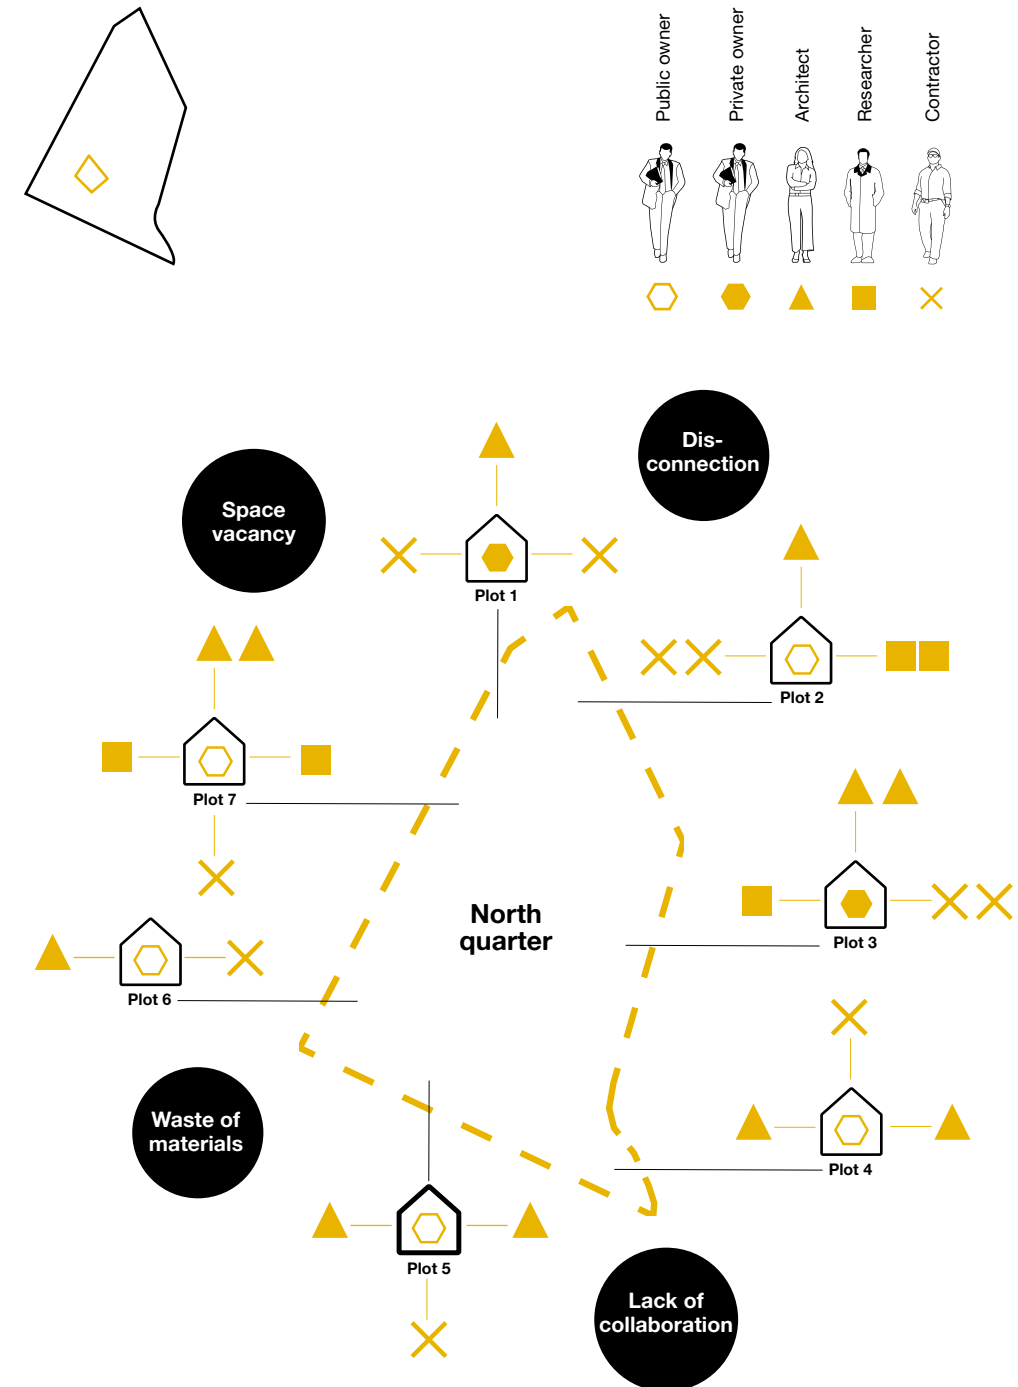 Public owner
Private owner
Architect
Researcher
Contractor
Dis-
connection
Space
vacancy
Plot 1
Plot 2
Plot 7
North
quarter
Plot 3
Plot 6
Waste of
materials
Plot 4
Plot 5
Lack of
collaboration